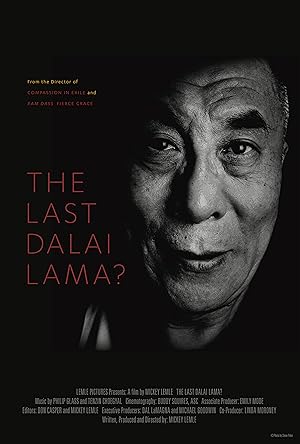 From the Director of
COMPASSION IN EXILE and
RAM DASS FIERCE GRACE
THE
LAST
DALAI
LAMA?
LEMLE PICTURES Presents: A film by MICKEY LEMLE THE LAST DALAI LAMA?
Music by PHILIP GLASS and TENZIN CHOEGYAL Cinematography: BUDDY SQUIRES, ASC Associate Producer: EMILY MODE
Editors: DON CASPER and MICKEY LEMLE Executive Producers: DAL LaMAGNA and MICHAEL GOODWIN Co-Producer: LINDA MORONEY
Written, Produced and Directed by: MICKEY LEMLE